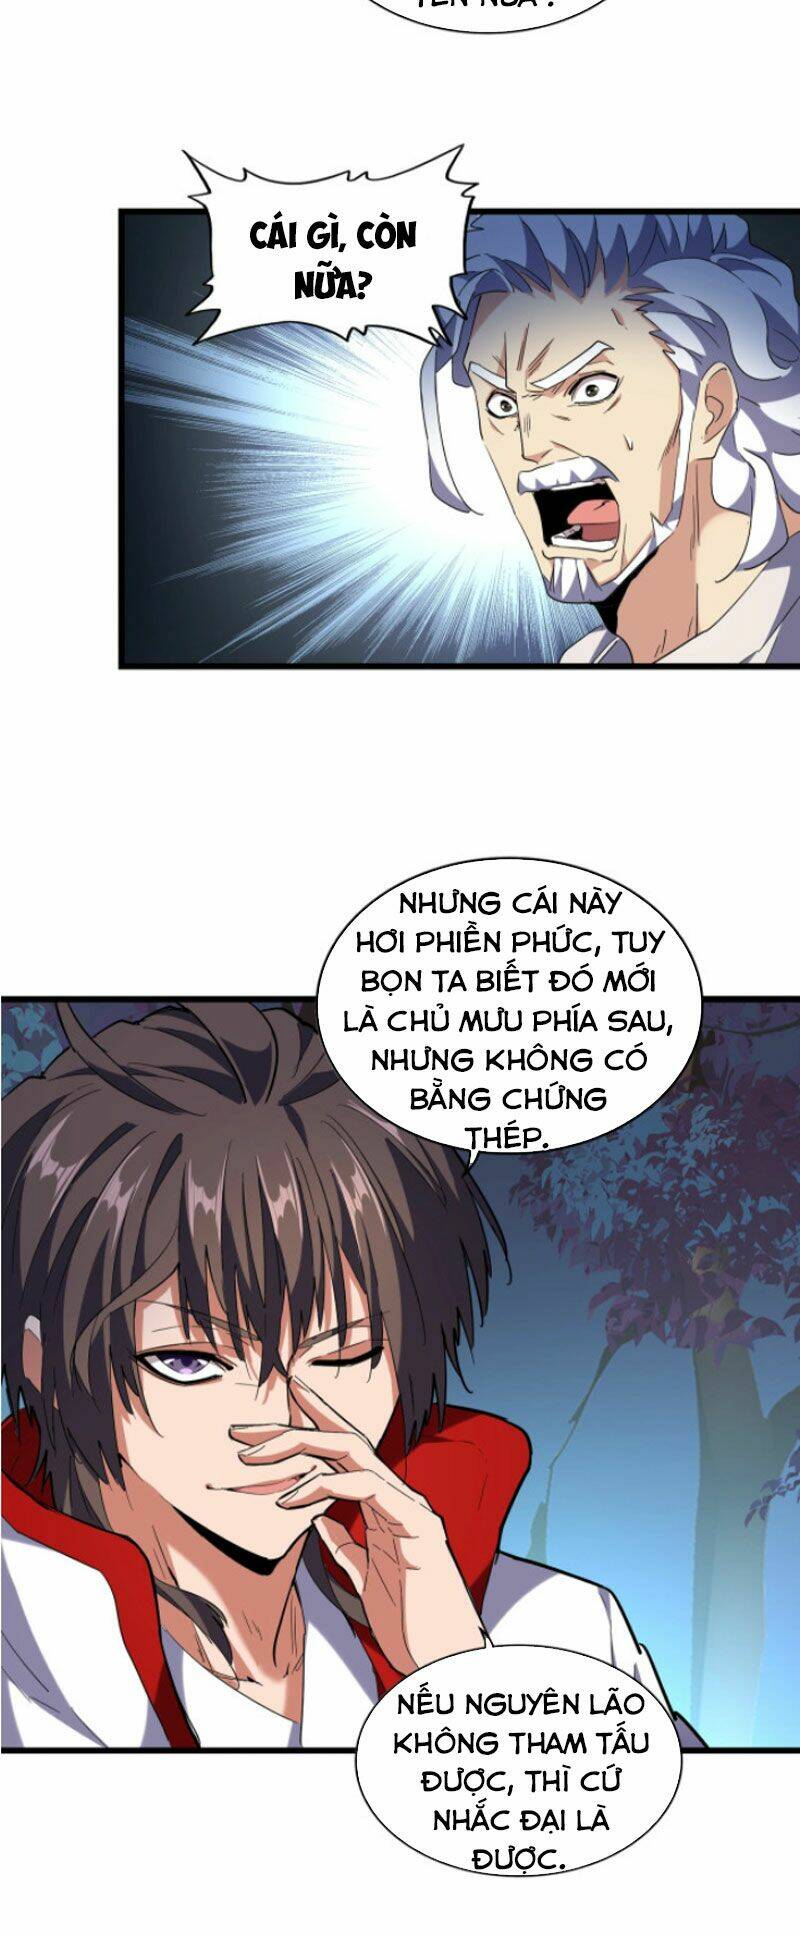 TÊN NỮA.
CÁI GÌ, CÒN
NỮA?
NHƯNG CÁI NÀY
HƠI PHIỀN PHỨC, TUY
BỌN TA BIẾT ĐÓ MỚI
LÀ CHỦ MƯU PHÍA SAU,
NHƯNG KHÔNG CÓ
BẰNG CHỨNG
THÉP.
NẾU NGUYÊN LÃO
KHÔNG THAM TẤU
ĐƯỢC, THÌ CỨ
NHẮC ĐẠI LÀ
ĐƯỢC.